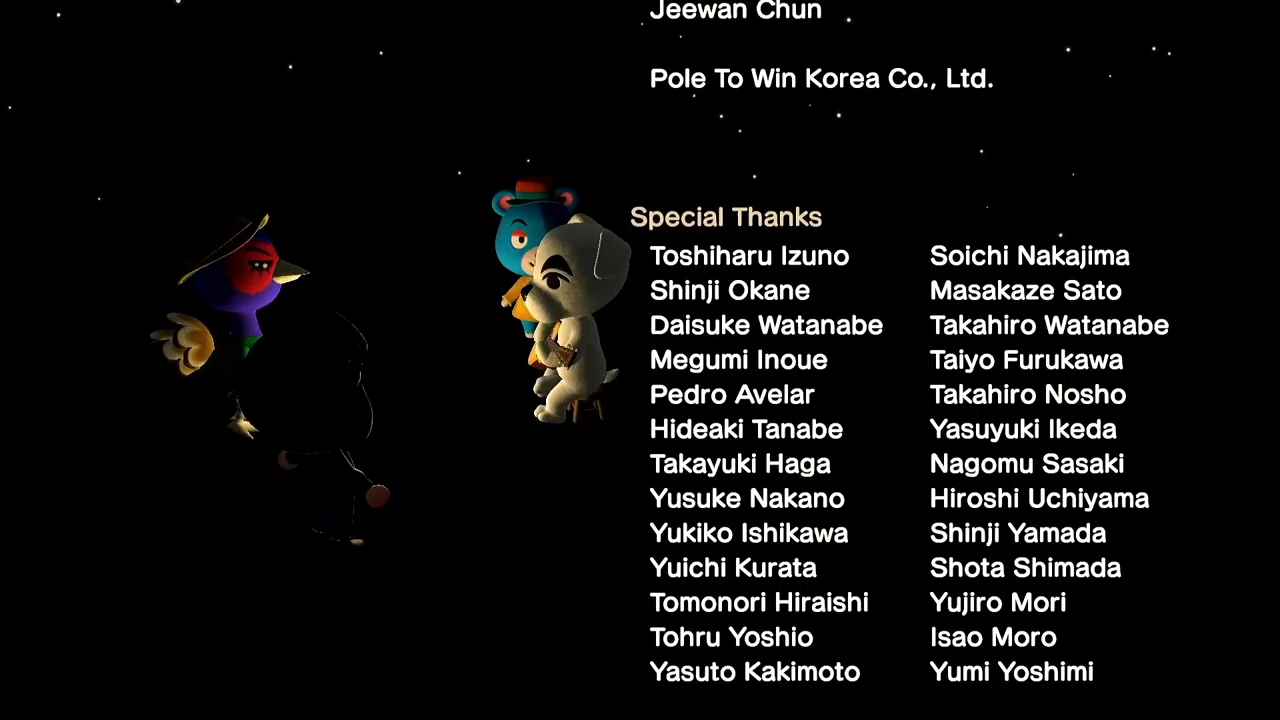 Jeewan Chun
Pole To Win Korea Co., Ltd.
Special Thanks
Toshiharu Izuno Soichi Nakajima
Shinji Okane Masakaze Sato
Daisuke Watanabe Takahiro Watanabe
Megumi Inoue Taiyo Furukawa
Pedro Avelar Takahiro Nosho
Hideaki Tanabe Yasuyuki Ikeda
Takayuki Haga Nagomu Sasaki
Yusuke Nakano Hiroshi Uchiyama
Yukiko Ishikawa Shinji Yamada
Yuichi Kurata Shota Shimada
Tomonori Hiraishi Yujiro Mori
Tohru Yoshio Isao Moro
Yasuto Kakimoto Yumi Yoshimi